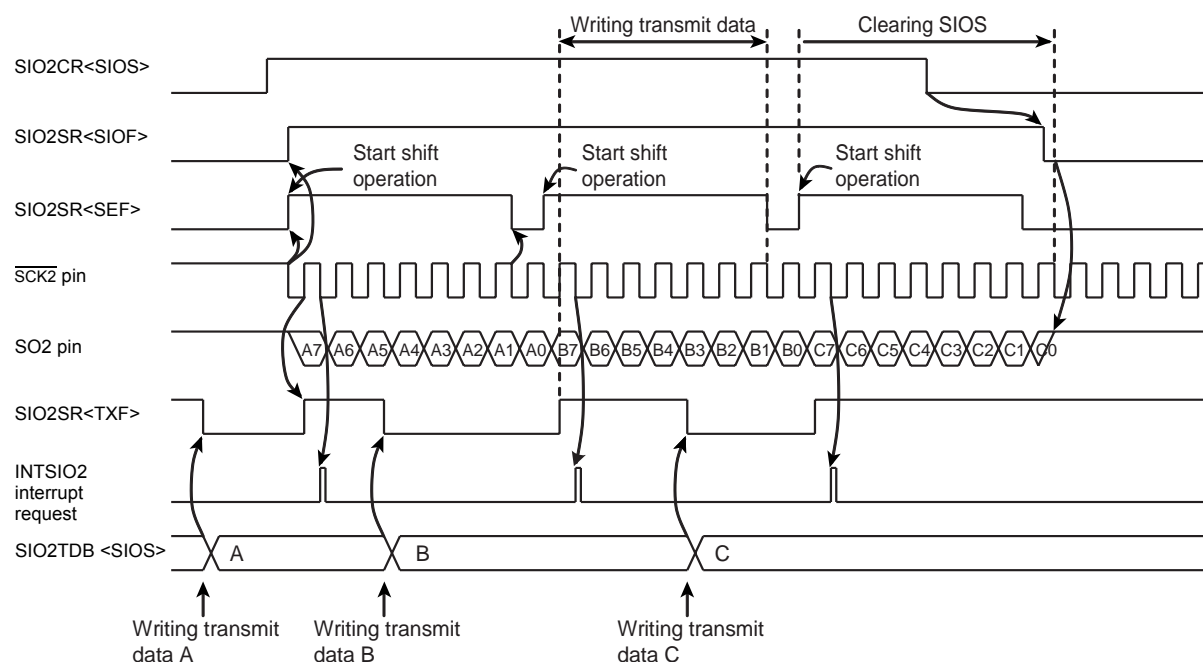 Writing transmit data
Clearing SIOS
SIO2CR<SIOS>
SIO2SR<SIOF>
Start shift
operation
Start shift
operation
Start shift
operation
SIO2SR<SEF>
SCK2 pin
SO2 pin
A7 A6 A5 A4 A3 A2 A1 A0 B7 B6 B5 B4 B3 B2 B1 B0 C7 C6 C5 C4 C3 C2 C1 C0
SIO2SR<TXF>
INTSIO2
interrupt
request
SIO2TDB <SIOS>
A
B
C
Writing transmit
data A
Writing transmit
data B
Writing transmit
data C